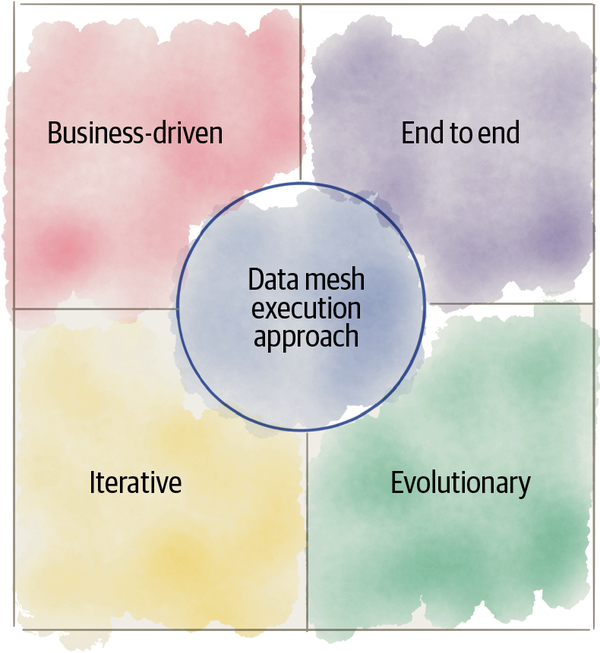 Business-driven
End to end
Data mesh
execution
approach
Iterative
Evolutionary